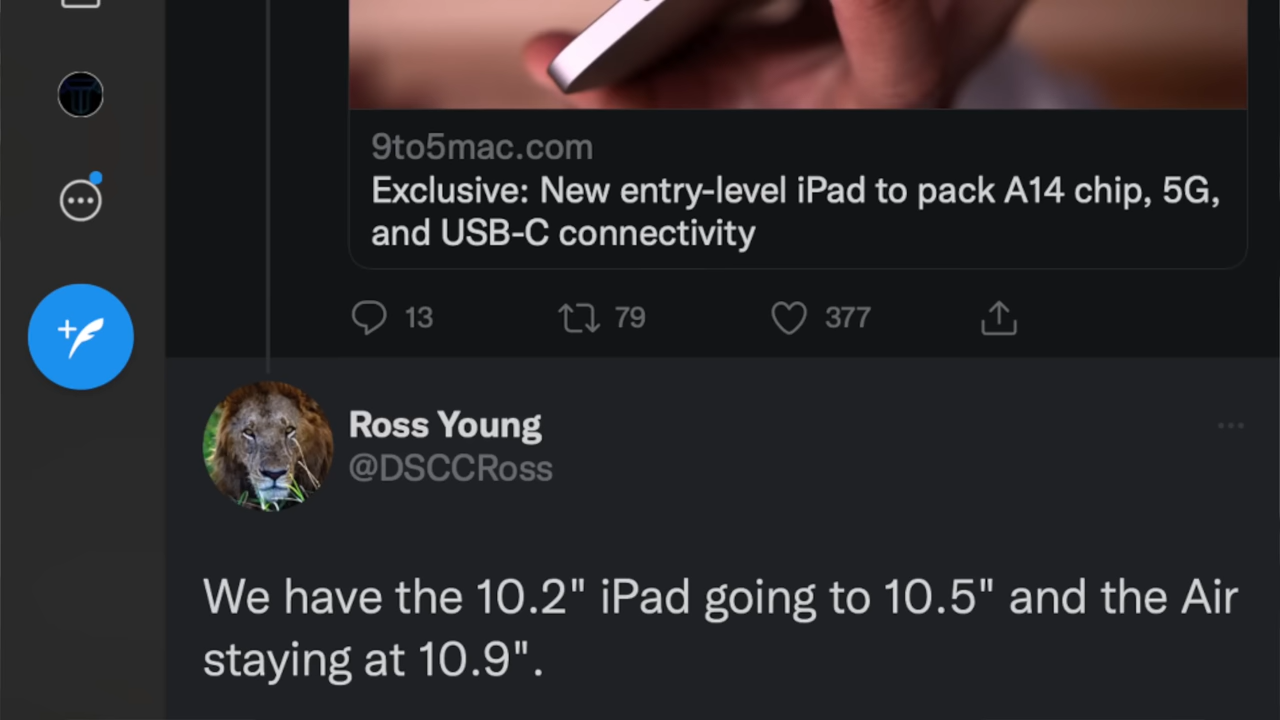 9to5mac.com
Exclusive: New entry-level iPad to pack A14 chip, 5G,
and USB-C connectivity
13 79 377
Ross Young
@DSCCRoss
We have the 10.2" iPad going to 10.5" and the Air
staying at 10.9".